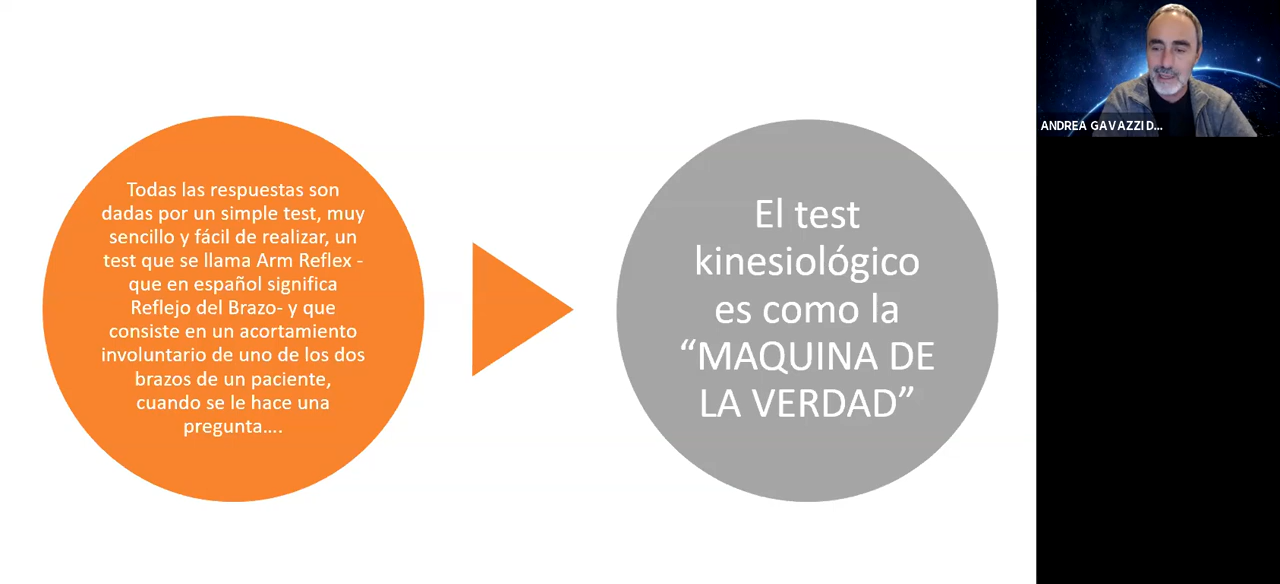 Todas las respuestas son
dadas por un simple test, muy
sencillo y fácil de realizar, un
test que se llama Arm Reflex -
que en español significa
Reflejo del Brazo- y que
consiste en un acortamiento
involuntario de uno de los dos
brazos de un paciente,
cuando se le hace una
pregunta....
El test
kinesiológico
es como la
“MAQUINA DE
LA VERDAD”
ANDREA GAVAZZI D...